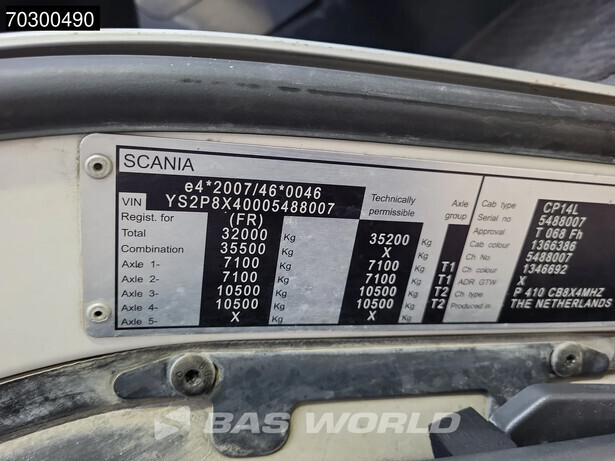 70300490
SCANIA
e4*2007/46*0046
VIN YS2P8X40005488007
Regist. for (FR) Technically permissible Axle group
Total 32000 Kg 35200 Kg
Combination 35500 Kg X Kg
Axle 1- 7100 Kg 7100 Kg T1
Axle 2- 7100 Kg 7100 Kg T1
Axle 3- 10500 Kg 10500 Kg T2
Axle 4- 10500 Kg 10500 Kg T2
Axle 5- X Kg X Kg
Cab type CP14L
Serial no 5488007
Approval T 068 Fh
Cab colour 1366386
Ch. No 5488007
Ch. colour 1346692
ADR, GTW X
Ch. type P 410 CB8X4MHZ
Produced in. THE NETHERLANDS
BAS WORLD